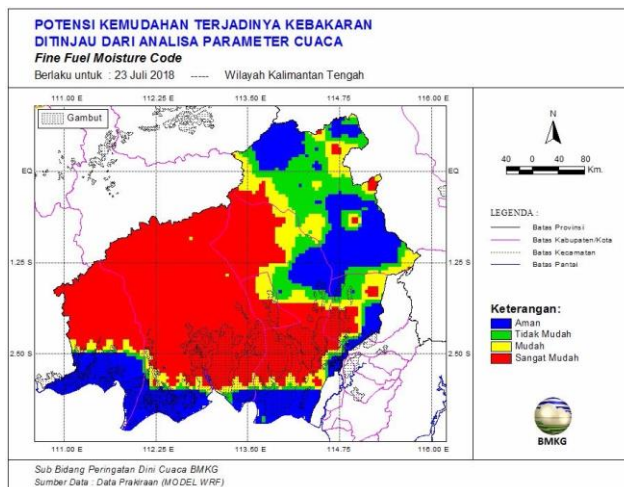 POTENSI KEMUDAHAN TERJADINYA KEBAKARAN
DITINJAU DARI ANALISA PARAMETER CUACA
Fine Fuel Moisture Code
Berlaku untuk : 23 Juli 2018 ----- Wilayah Kalimantan Tengah
111.00 E 112.25 E 113.50 E 114.75 E 116.00 E
Gambut
EQ EQ
1.25 S 1.25 S
2.50 S 2.50 S
111.00 E 112.25 E 113.50 E 114.75 E 116.00 E
N
40 0 40 80
Km.
LEGENDA :
Batas Provinsi
Batas Kabupaten/Kota
Batas Kecamatan
Batas Pantai
Keterangan:
Aman
Tidak Mudah
Mudah
Sangat Mudah
BMKG
Sub Bidang Peringatan Dini Cuaca BMKG
Sumber Data : Data Prakiraan (MODEL WRF)